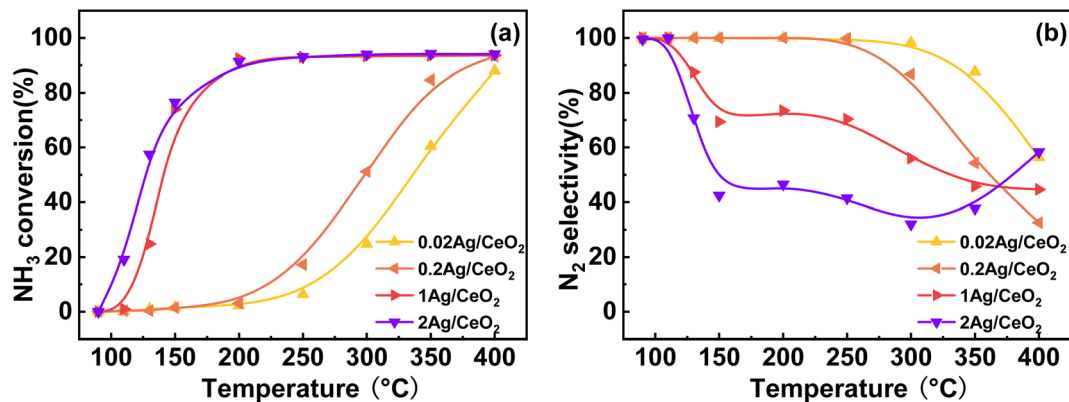 (a)
NH₃ conversion(%)
100
80
60
40
20
0
0.02Ag/CeO₂
0.2Ag/CeO₂
1Ag/CeO₂
2Ag/CeO₂
100 150 200 250 300 350 400
Temperature (°C)
(b)
N₂ selectivity(%)
100
80
60
40
20
0
0.02Ag/CeO₂
0.2Ag/CeO₂
1Ag/CeO₂
2Ag/CeO₂
100 150 200 250 300 350 400
Temperature (°C)